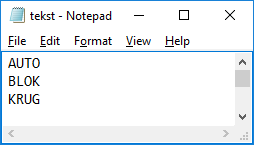 tekst - Notepad
File Edit Format View Help
AUTO
BLOK
KRUG